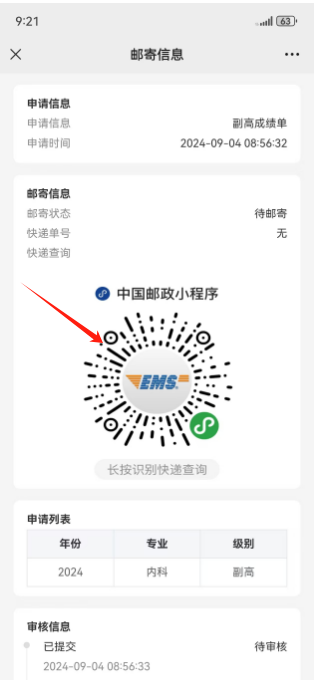 9:21
63
邮寄信息
申请信息
申请信息 副高成绩单
申请时间 2024-09-04 08:56:32
邮寄信息
邮寄状态 待邮寄
快递单号 无
快递查询
中国邮政小程序
EMS
长按识别快递查询
申请列表
年份 专业 级别
2024 内科 副高
审核信息
已提交 待审核
2024-09-04 08:56:33